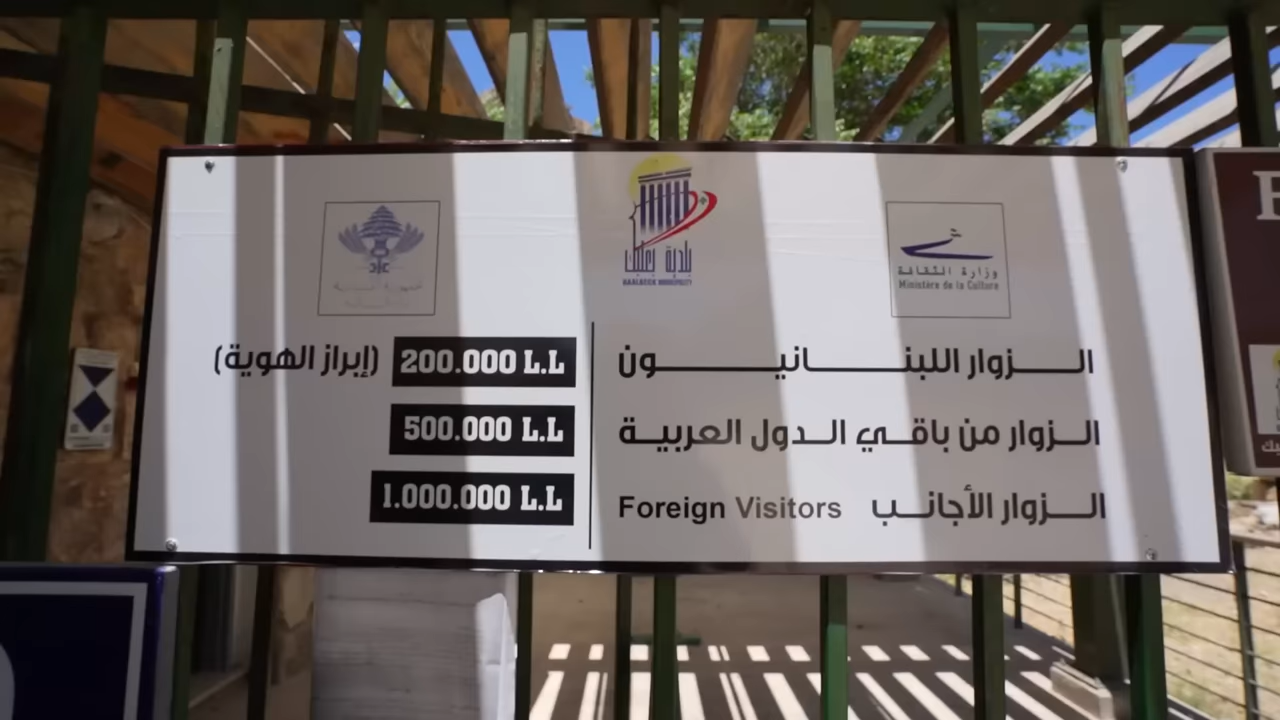 وزارة الثقافة
Ministère de la Culture
بلدية بعلبك
BAALBECK MUNICIPALITY
الزوار اللبنانيون 200.000 L.L (إبراز الهوية)
الزوار من باقي الدول العربية 500.000 L.L
الزوار الأجانب Foreign Visitors 1.000.000 L.L